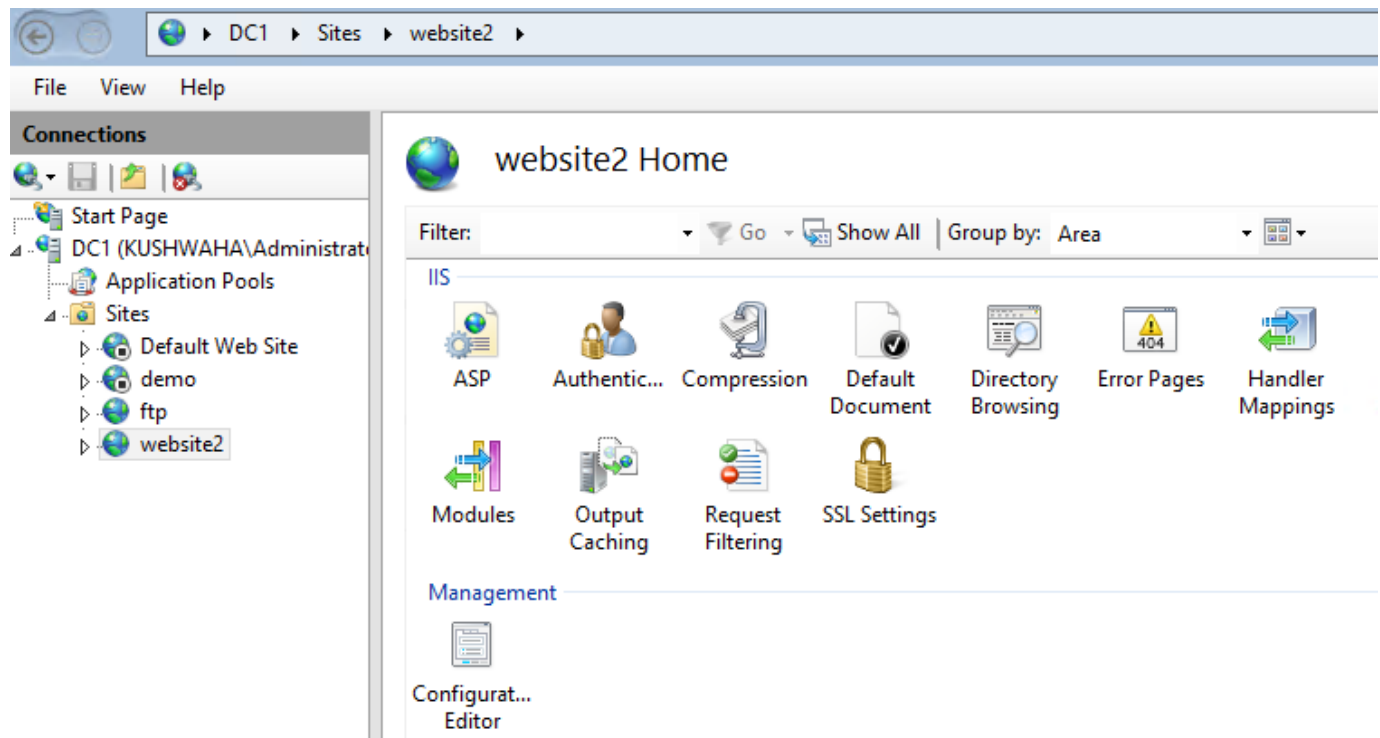 DC1 Sites website2
File View Help
Connections
Start Page
DC1 (KUSHWAHA\Administrat
Application Pools
Sites
Default Web Site
demo
ftp
website2
website2 Home
Filter: Go Show All Group by: Area
IIS
ASP Authentic... Compression Default Document Directory Browsing Error Pages 404 Handler Mappings
Modules Output Caching Request Filtering SSL Settings
Management
Configurat... Editor